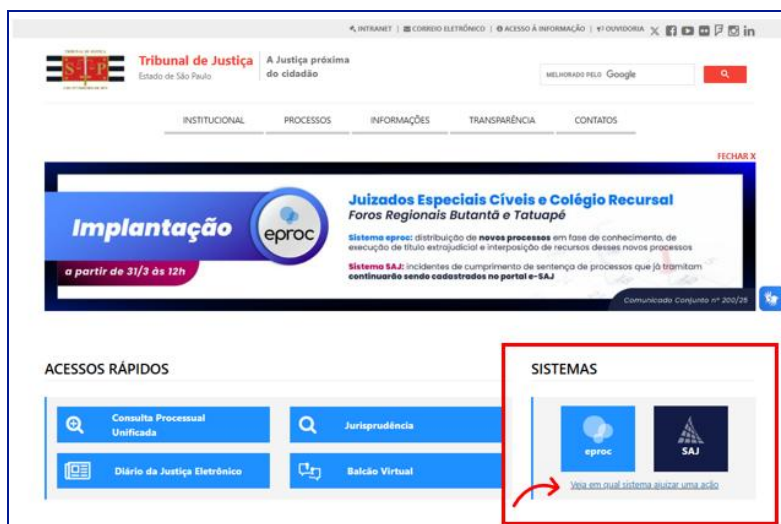 INTRANET | CORREIO ELETRÔNICO | ACESSO À INFORMAÇÃO | OUVIDORIA
Tribunal de Justiça
Estado de São Paulo
A Justiça próxima
do cidadão
MELHORADO PELO Google
INSTITUCIONAL PROCESSOS INFORMAÇÕES TRANSPARÊNCIA CONTATOS
FECHAR X
Implantação
eproc
a partir de 31/3 às 12h
Juizados Especiais Cíveis e Colégio Recursal
Foros Regionais Butantã e Tatuapé
Sistema eproc: distribuição de novos processos em fase de conhecimento, de
execução de título extrajudicial e interposição de recursos desses novos processos
Sistema SAJ: incidentes de cumprimento de sentença de processos que já tramitam
continuarão sendo cadastrados no portal e-SAJ
Comunicado Conjunto nº 200/25
ACESSOS RÁPIDOS
Consulta Processual
Unificada
Jurisprudência
Diário da Justiça Eletrônico
Balcão Virtual
SISTEMAS
eproc
SAJ
Veja em qual sistema ajuizar uma ação